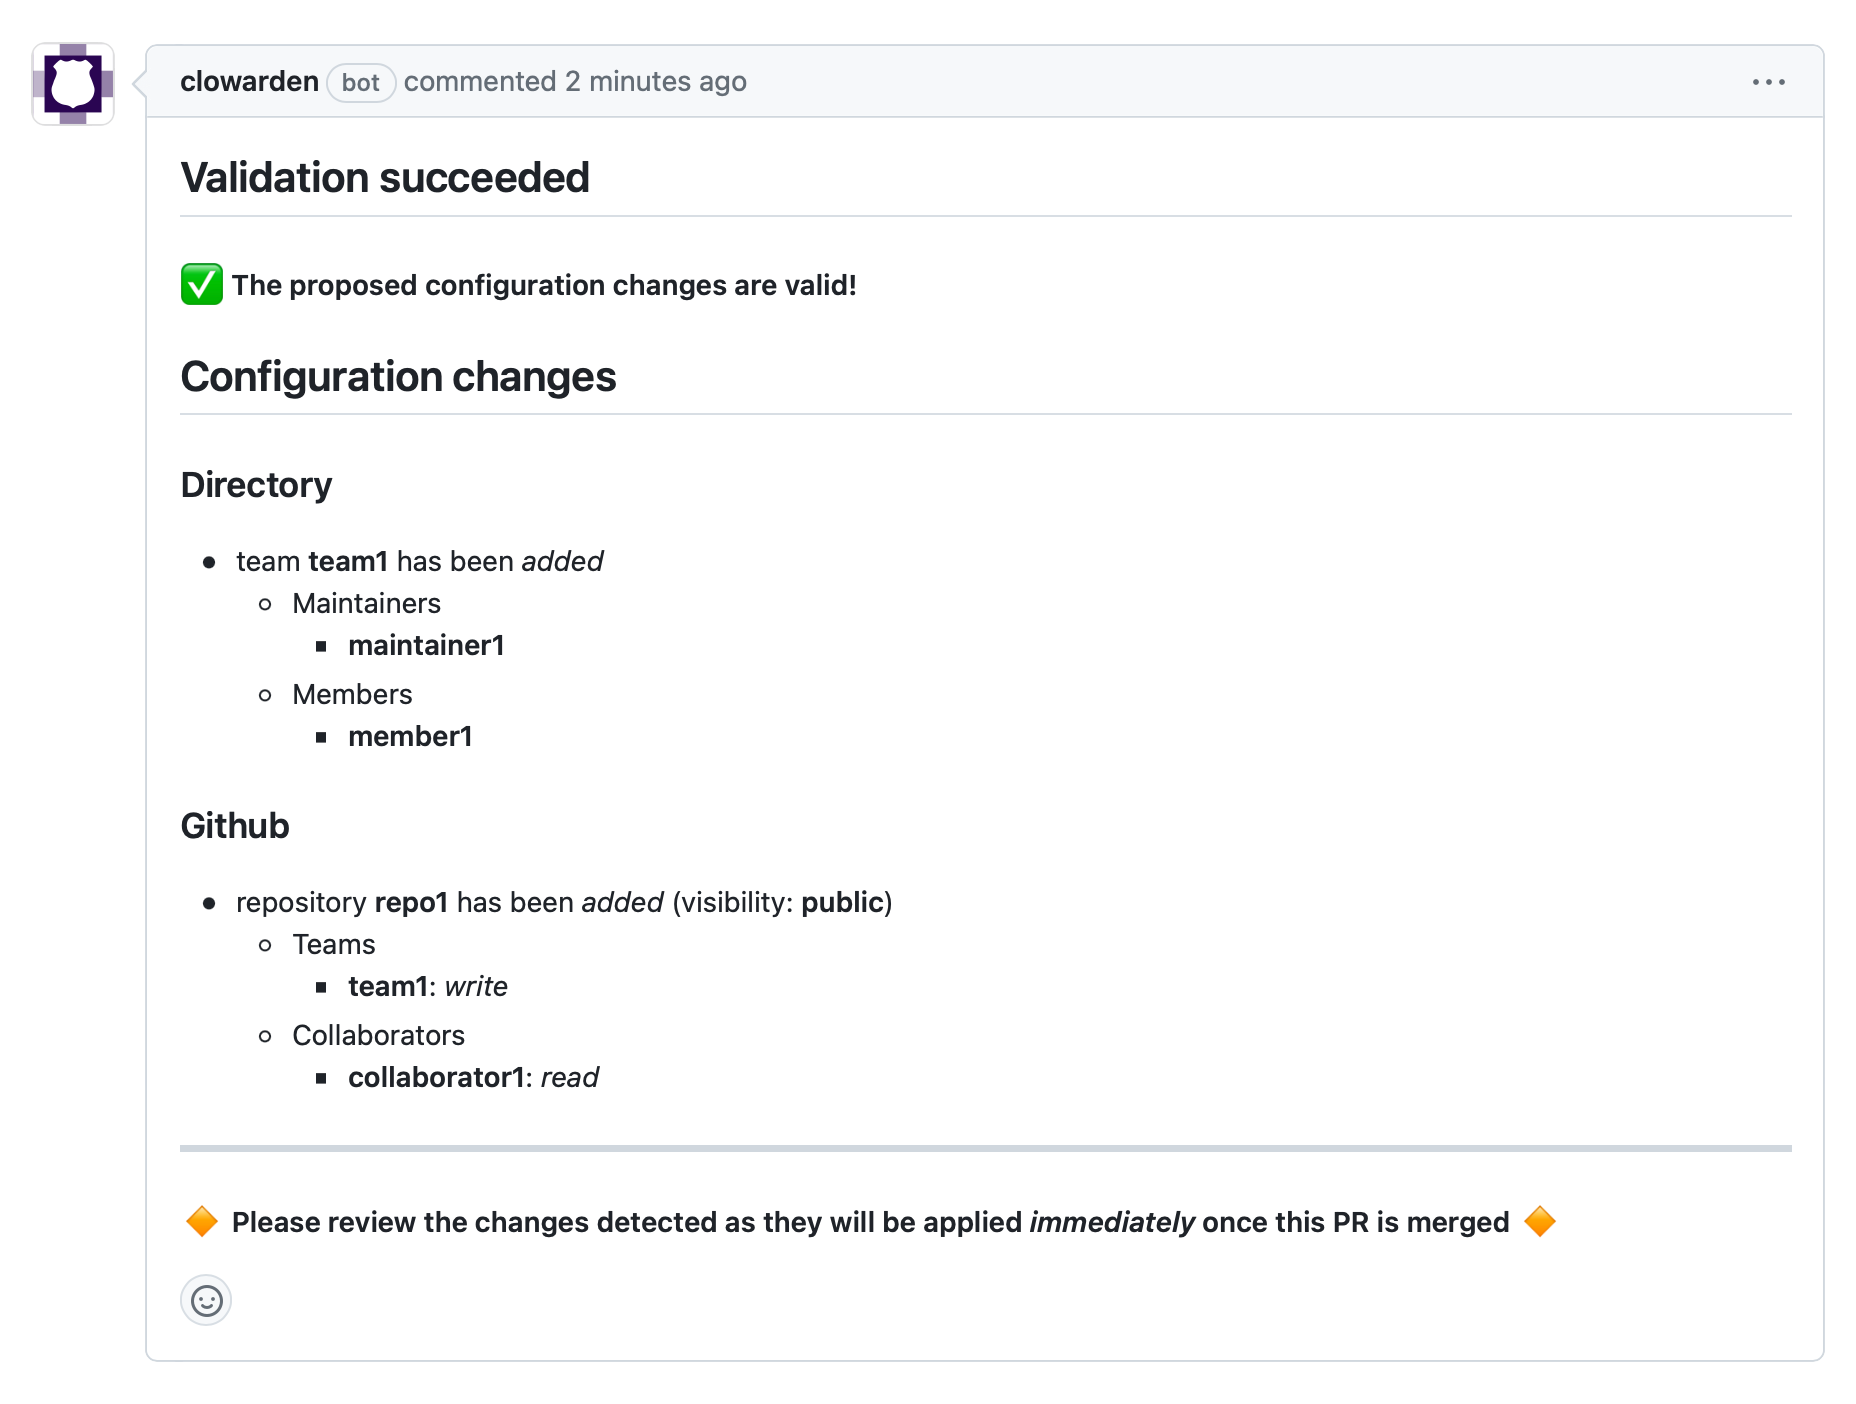 clowarden bot commented 2 minutes ago
Validation succeeded
✅ The proposed configuration changes are valid!
Configuration changes
Directory
• team team1 has been added
◦ Maintainers
▪ maintainer1
◦ Members
▪ member1
Github
• repository repo1 has been added (visibility: public)
◦ Teams
▪ team1: write
◦ Collaborators
▪ collaborator1: read
🔶 Please review the changes detected as they will be applied immediately once this PR is merged 🔶